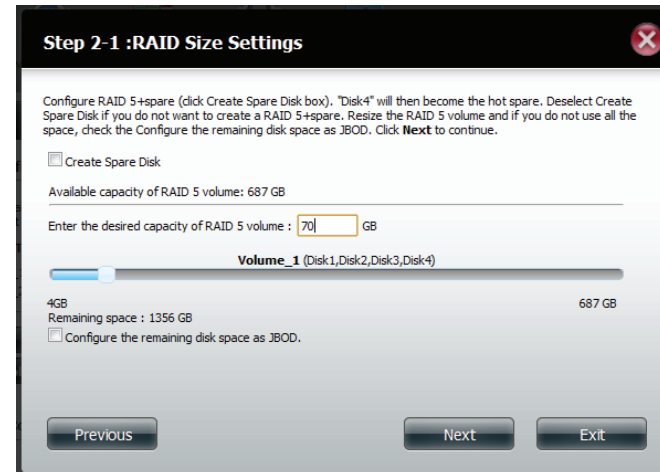 Step 2-1 :RAID Size Settings
Configure RAID 5+spare (click Create Spare Disk box). "Disk4" will then become the hot spare. Deselect Create
Spare Disk if you do not want to create a RAID 5+spare. Resize the RAID 5 volume and if you do not use all the
space, check the Configure the remaining disk space as JBOD. Click Next to continue.
Create Spare Disk
Available capacity of RAID 5 volume: 687 GB
Enter the desired capacity of RAID 5 volume : 70 GB
Volume_1 (Disk1,Disk2,Disk3,Disk4)
4GB 687 GB
Remaining space : 1356 GB
Configure the remaining disk space as JBOD.
Previous Next Exit